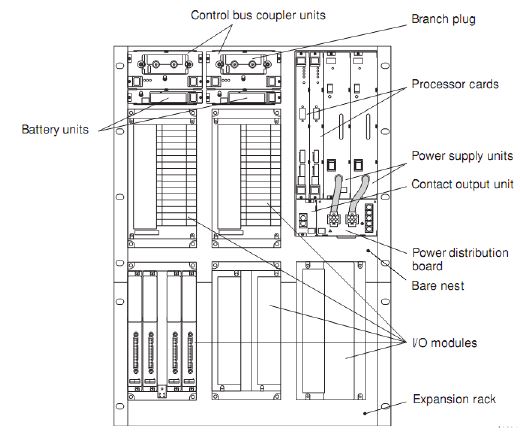 Control bus coupler units
Branch plug
Processor cards
Battery units
Power supply units
Contact output unit
Power distribution
board
Bare nest
I/O modules
Expansion rack